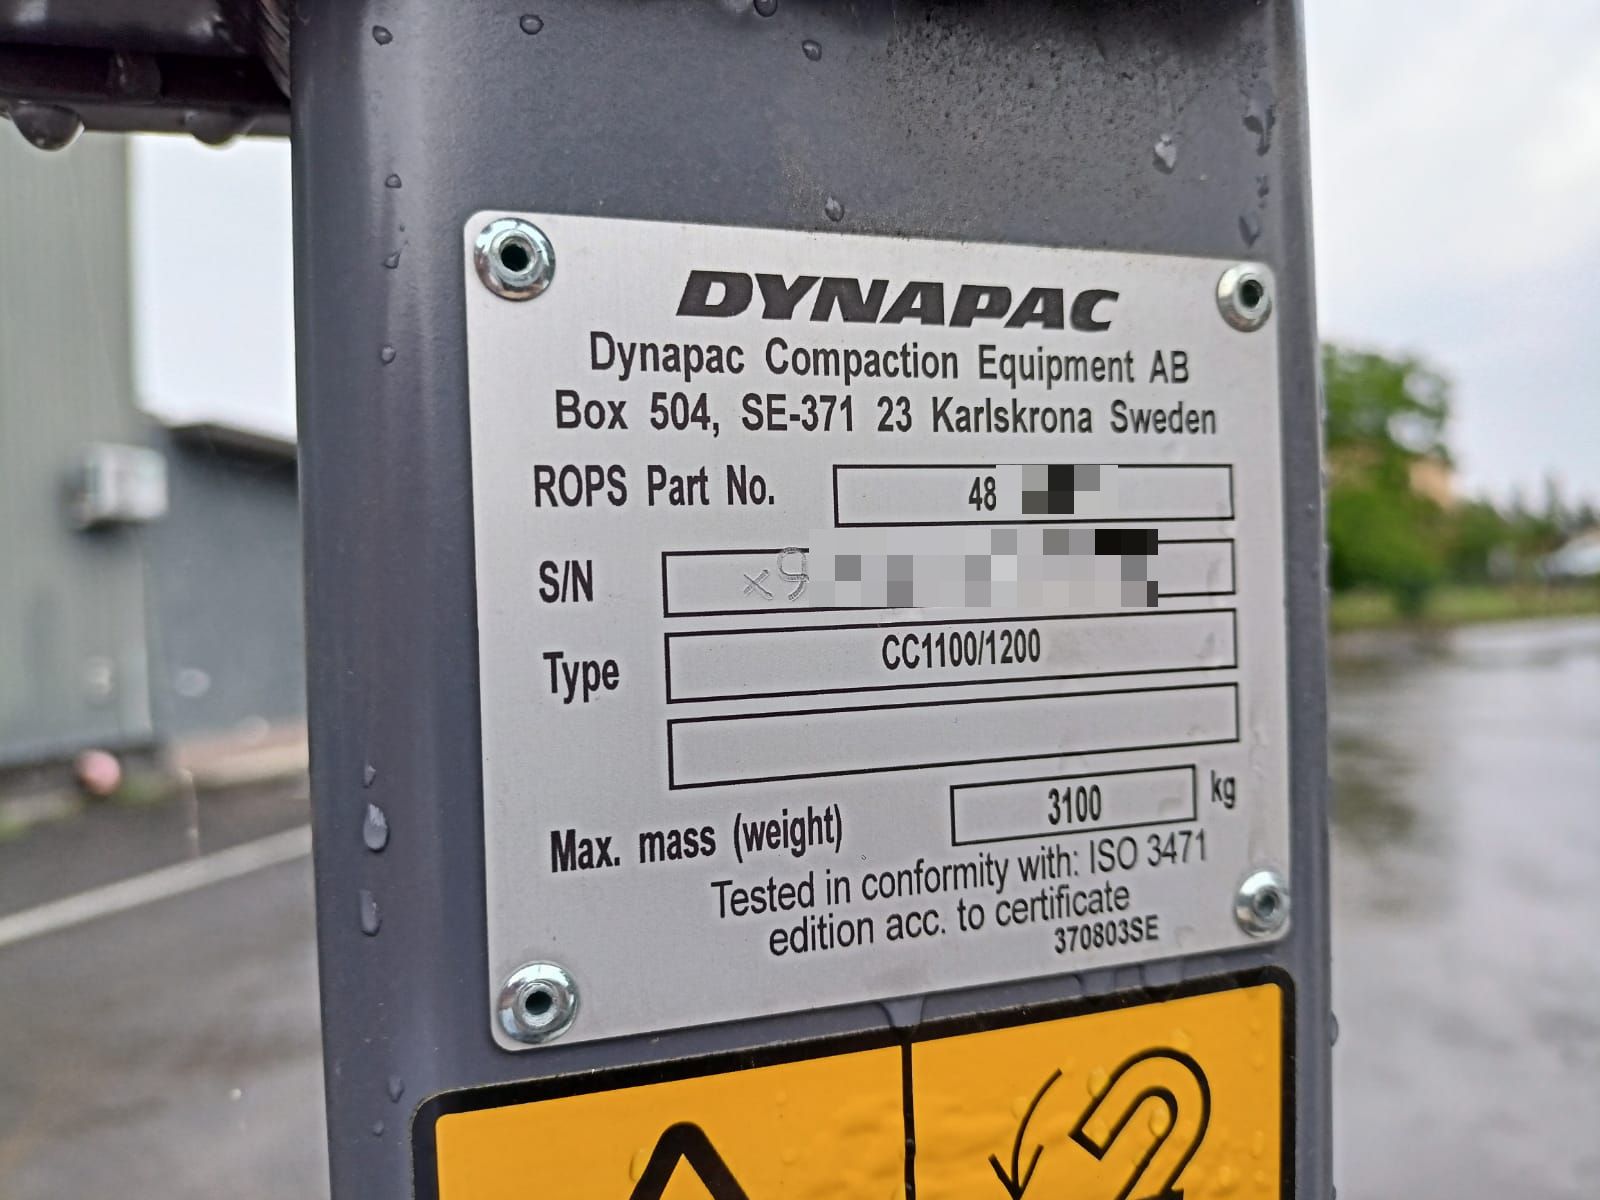 DYNAPAC
Dynapac Compaction Equipment AB
Box 504, SE-371 23 Karlskrona Sweden
ROPS Part No. 48
S/N
Type CC1100/1200
Max. mass (weight) 3100 kg
Tested in conformity with: ISO 3471
edition acc. to certificate
370803SE